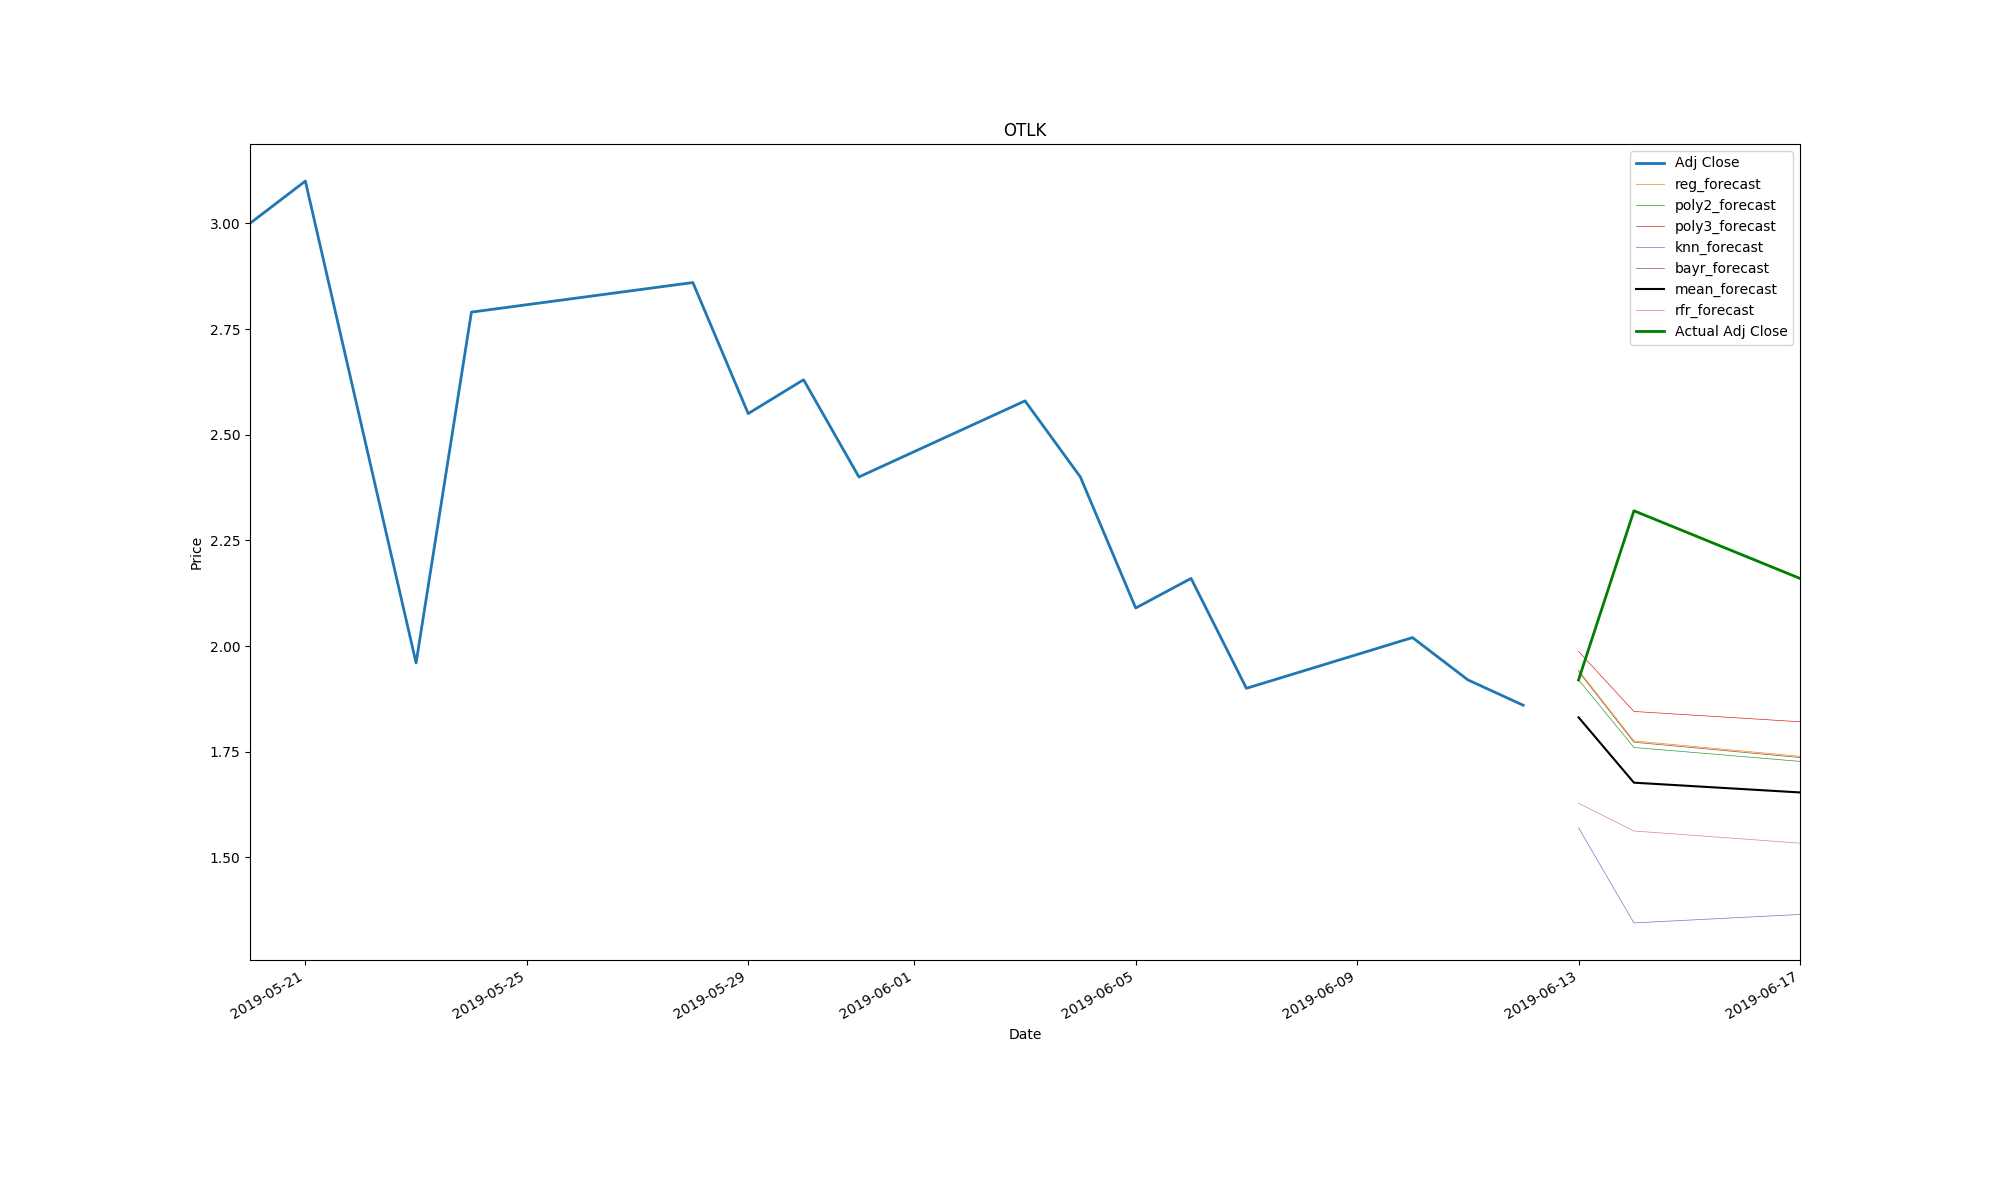 OTLK
Adj Close
reg_forecast
poly2_forecast
poly3_forecast
knn_forecast
bayr_forecast
mean_forecast
rfr_forecast
Actual Adj Close
Price
3.00
2.75
2.50
2.25
2.00
1.75
1.50
2019-05-21
2019-05-25
2019-05-29
2019-06-01
2019-06-05
2019-06-09
2019-06-13
2019-06-17
Date